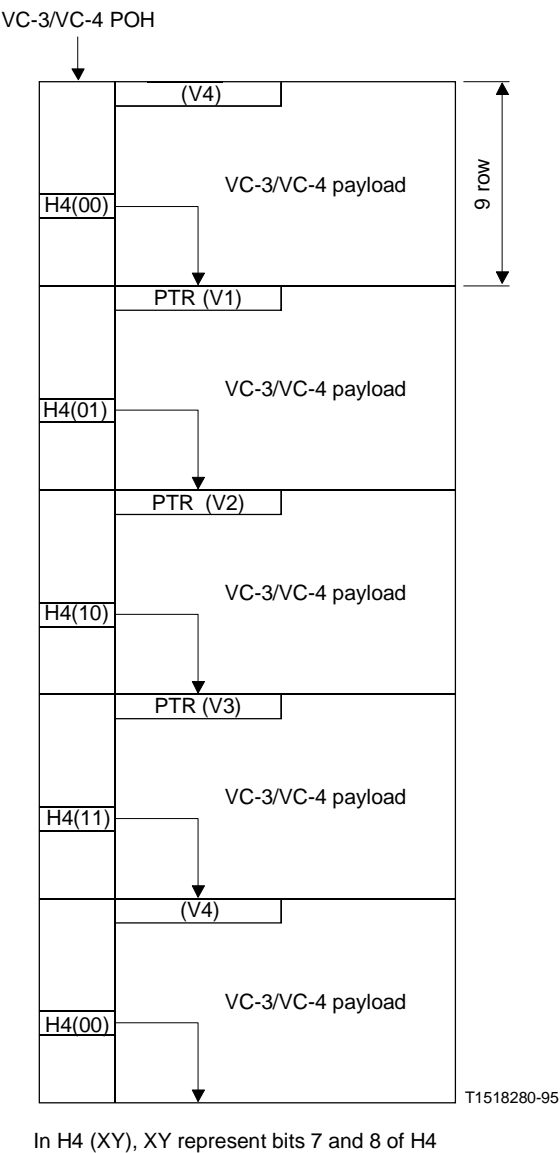 VC-3/VC-4 POH
(V4)
VC-3/VC-4 payload
9 row
H4(00)
PTR (V1)
VC-3/VC-4 payload
H4(01)
PTR (V2)
VC-3/VC-4 payload
H4(10)
PTR (V3)
VC-3/VC-4 payload
H4(11)
(V4)
VC-3/VC-4 payload
H4(00)
T1518280-95
In H4 (XY), XY represent bits 7 and 8 of H4